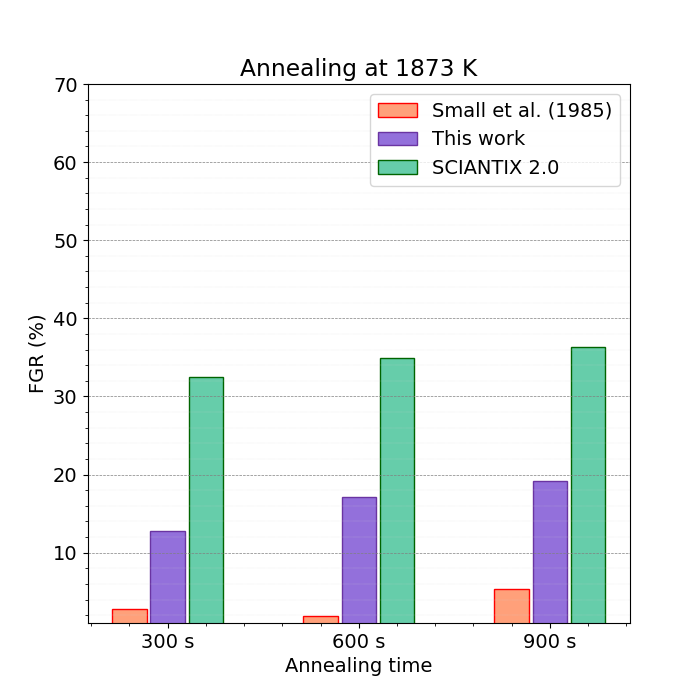 Annealing at 1873 K
Small et al. (1985)
This work
SCIANTIX 2.0
FGR (%)
70
60
50
40
30
20
10
300 s
600 s
900 s
Annealing time